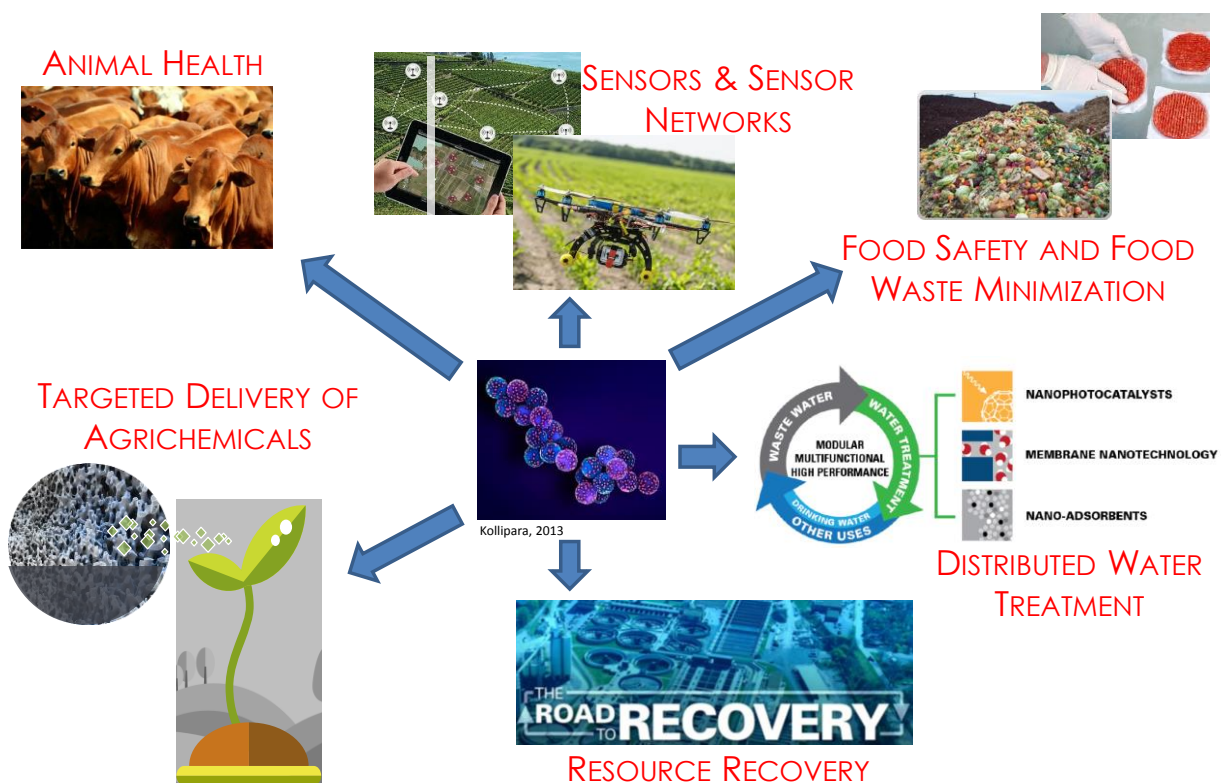 ANIMAL HEALTH
SENSORS & SENSOR
NETWORKS
FOOD SAFETY AND FOOD
WASTE MINIMIZATION
TARGETED DELIVERY OF
AGRICHEMICALS
Kollipara, 2013
WASTE WATER
WATER TREATMENT
DRINKING WATER
OTHER USES
MODULAR
MULTIFUNCTIONAL
HIGH PERFORMANCE
NANOPHOTOCATALYSTS
MEMBRANE NANOTECHNOLOGY
NANO-ADSORBENTS
DISTRIBUTED WATER
TREATMENT
THE
ROAD
TO
RECOVERY
RESOURCE RECOVERY